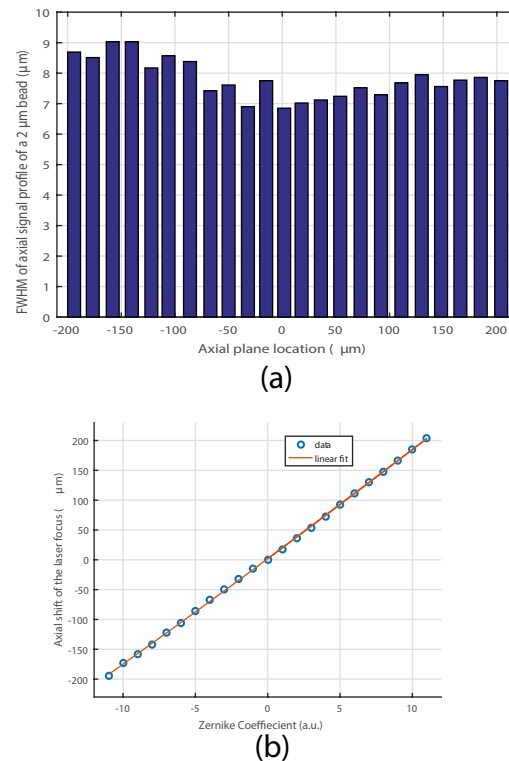 10
9
8
7
6
5
4
3
2
1
0
FWHM of axial signal profile of a 2 μm bead (μm)
-200 -150 -100 -50 0 50 100 150 200
Axial plane location ( μm)
(a)
200
150
100
50
0
-50
-100
-150
-200
Axial shift of the laser focus ( μm)
data
linear fit
-10 -5 0 5 10
Zernike Coeffiecient (a.u.)
(b)